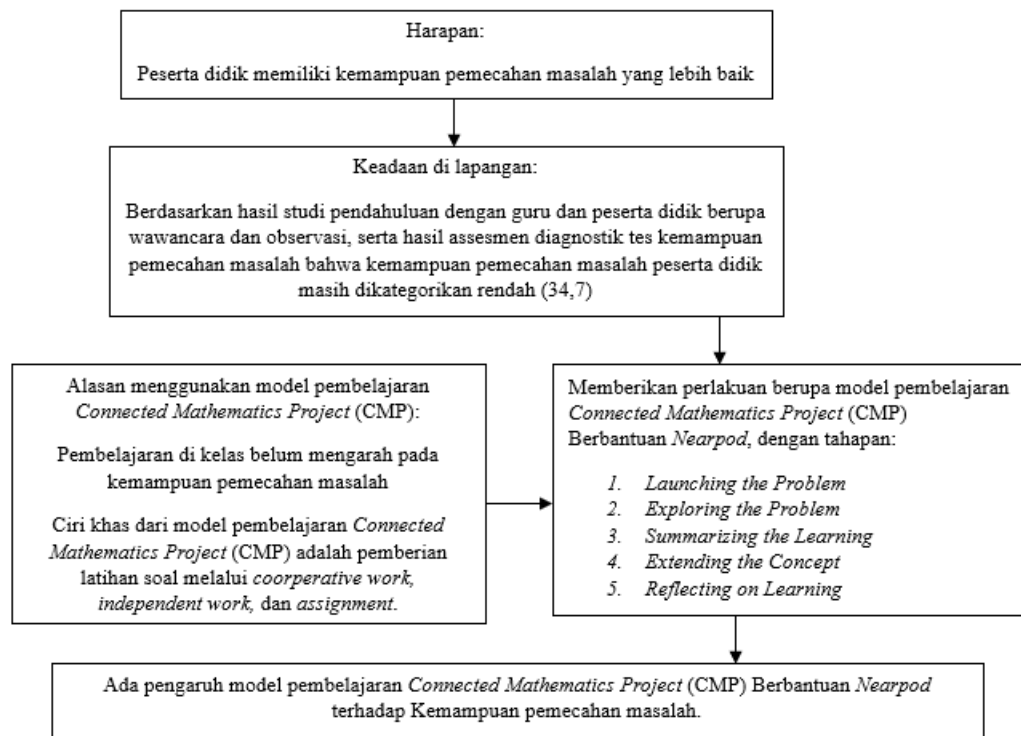 Harapan:
Peserta didik memiliki kemampuan pemecahan masalah yang lebih baik
Keadaan di lapangan:
Berdasarkan hasil studi pendahuluan dengan guru dan peserta didik berupa
wawancara dan observasi, serta hasil assesmen diagnostik tes kemampuan
pemecahan masalah bahwa kemampuan pemecahan masalah peserta didik
masih dikategorikan rendah (34,7)
Alasan menggunakan model pembelajaran
Connected Mathematics Project (CMP):
Pembelajaran di kelas belum mengarah pada
kemampuan pemecahan masalah
Ciri khas dari model pembelajaran Connected
Mathematics Project (CMP) adalah pemberian
latihan soal melalui coorperative work,
independent work, dan assignment.
Memberikan perlakuan berupa model pembelajaran
Connected Mathematics Project (CMP)
Berbantuan Nearpod, dengan tahapan:
1. Launching the Problem
2. Exploring the Problem
3. Summarizing the Learning
4. Extending the Concept
5. Reflecting on Learning
Ada pengaruh model pembelajaran Connected Mathematics Project (CMP) Berbantuan Nearpod
terhadap Kemampuan pemecahan masalah.